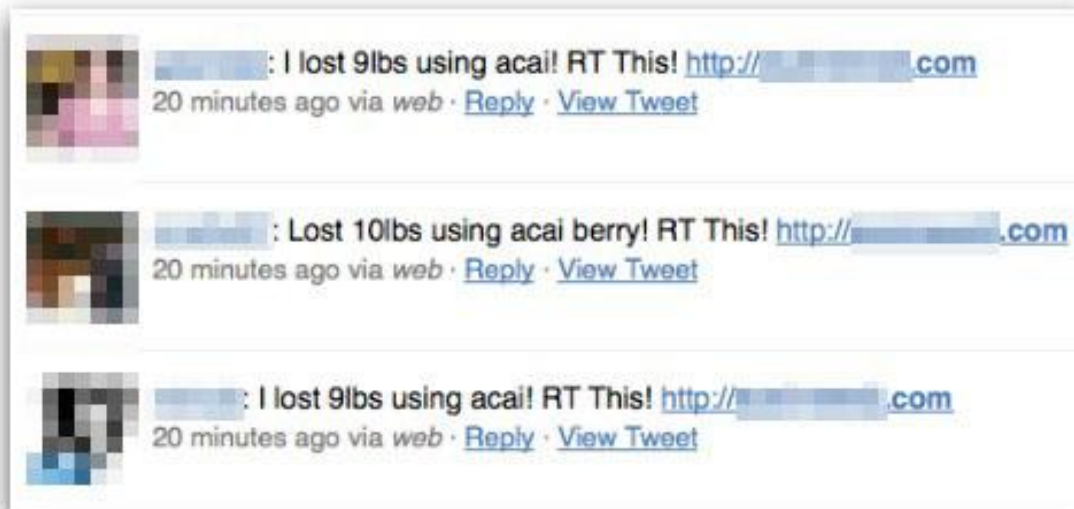 : I lost 9lbs using acai! RT This! http:// .com
20 minutes ago via web · Reply · View Tweet
: Lost 10lbs using acai berry! RT This! http:// .com
20 minutes ago via web · Reply · View Tweet
: I lost 9lbs using acai! RT This! http:// .com
20 minutes ago via web · Reply · View Tweet